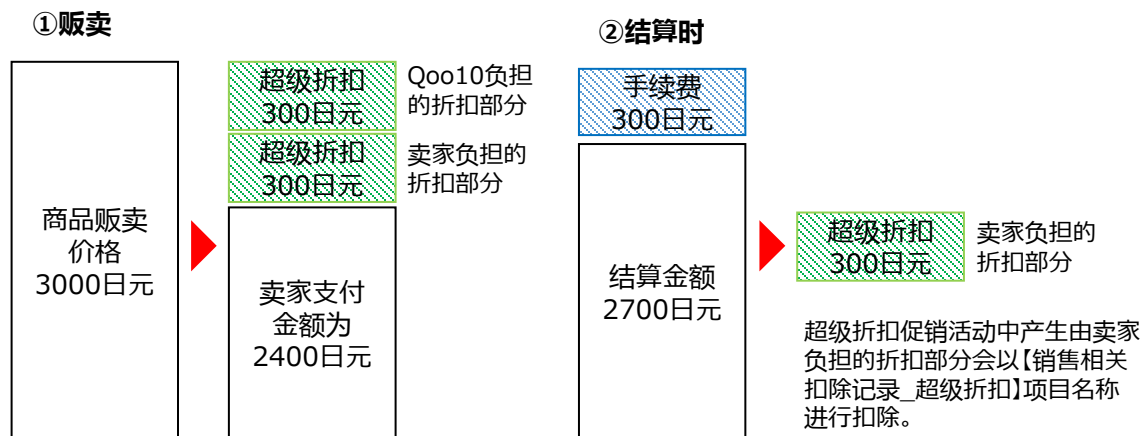 ①贩卖
商品贩卖
价格
3000日元
超级折扣
300日元
Qoo10负担
的折扣部分
超级折扣
300日元
卖家负担的
折扣部分
卖家支付
金额为
2400日元
②结算时
手续费
300日元
结算金额
2700日元
超级折扣
300日元
卖家负担的
折扣部分
超级折扣促销活动中产生由卖家
负担的折扣部分会以【销售相关
扣除记录_超级折扣】项目名称
进行扣除。